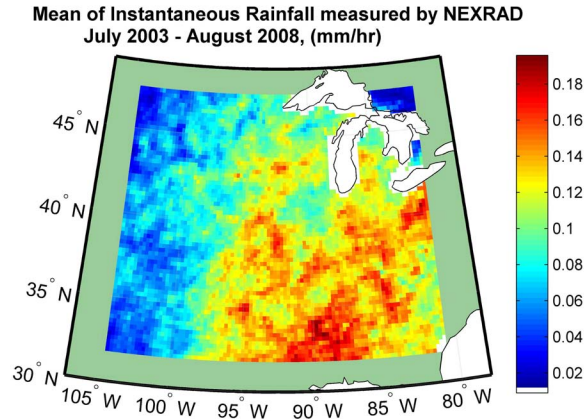 Mean of Instantaneous Rainfall measured by NEXRAD
July 2003 - August 2008, (mm/hr)
45° N
40° N
35° N
30° N
105° W
100° W
95° W
90° W
85° W
80° W
0.18
0.16
0.14
0.12
0.1
0.08
0.06
0.04
0.02